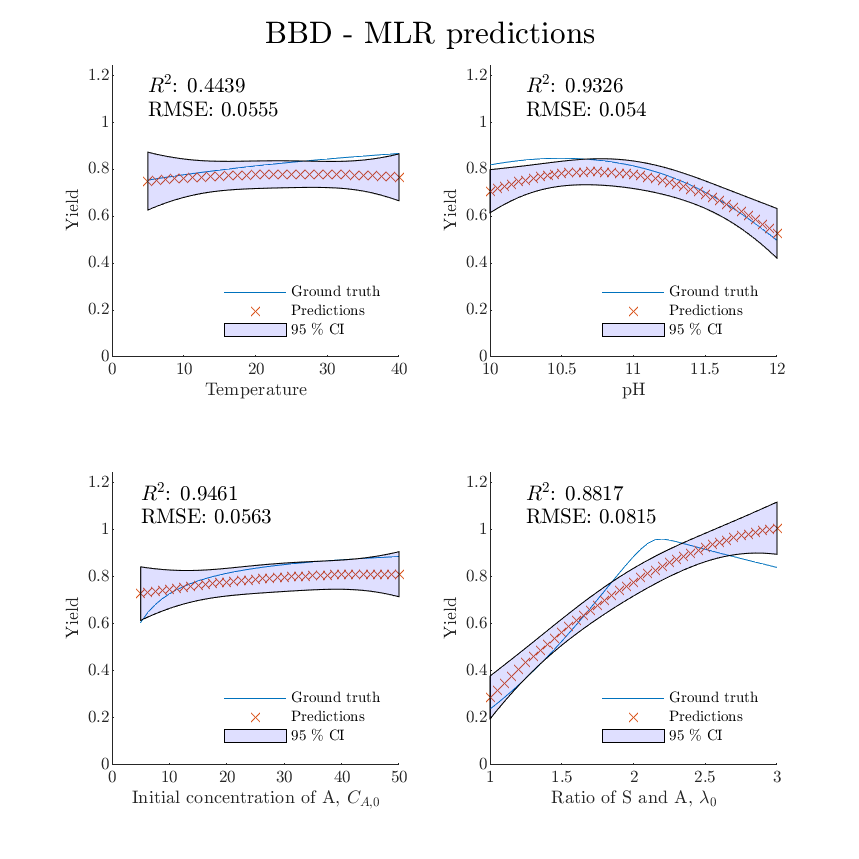 BBD - MLR predictions
R²: 0.4439
RMSE: 0.0555
1.2
1
0.8
0.6
0.4
0.2
0
Yield
Ground truth
Predictions
95 % CI
0 10 20 30 40
Temperature
R²: 0.9326
RMSE: 0.054
1.2
1
0.8
0.6
0.4
0.2
0
Yield
Ground truth
Predictions
95 % CI
10 10.5 11 11.5 12
pH
R²: 0.9461
RMSE: 0.0563
1.2
1
0.8
0.6
0.4
0.2
0
Yield
Ground truth
Predictions
95 % CI
0 10 20 30 40 50
Initial concentration of A, C_{A,0}
R²: 0.8817
RMSE: 0.0815
1.2
1
0.8
0.6
0.4
0.2
0
Yield
Ground truth
Predictions
95 % CI
1 1.5 2 2.5 3
Ratio of S and A, λ₀